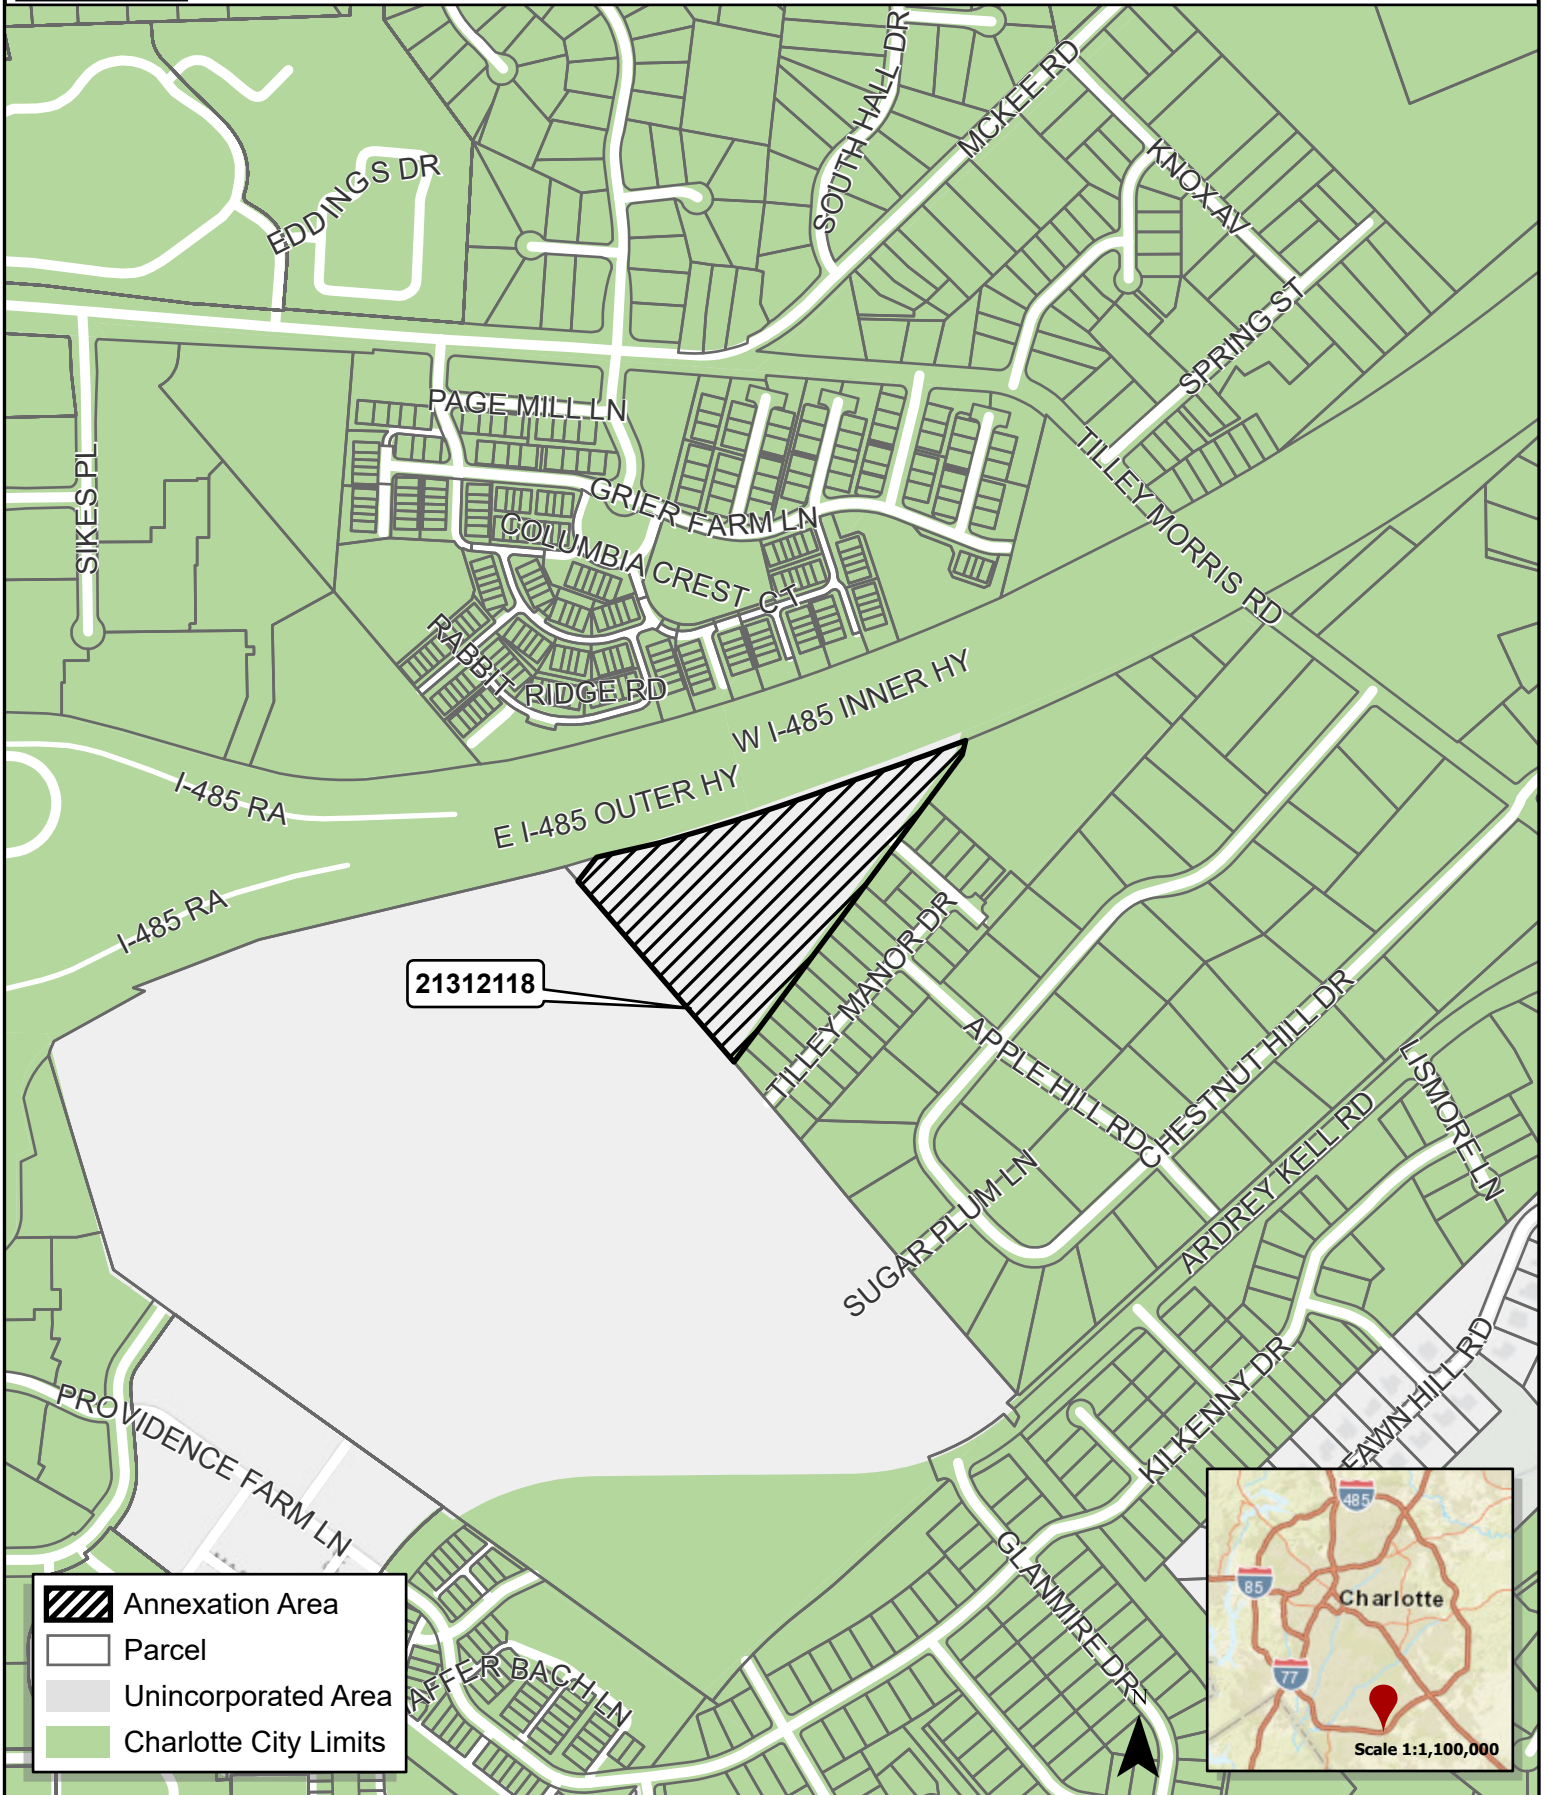 SOUTH HALL DR
MCKEE RD
KNOX AV
EDDINGS DR
SPRING ST
PAGE MILL LN
TILLEY MORRIS RD
SIKES PL
GRIER FARM LN
COLUMBIA CREST CT
RABBIT RIDGE RD
W I-485 INNER HY
I-485 RA
E I-485 OUTER HY
I-485 RA
21312118
TILLEY MANOR DR
APPLE HILL RD
CHESTNUT HILL DR
LISMORE LN
ARDREY KELL RD
SUGAR PLUM LN
KILKENNY DR
FAWN HILL RD
PROVIDENCE FARM LN
GLANMIRE DR
AFFER BACH LN
N
Annexation Area
Parcel
Unincorporated Area
Charlotte City Limits
485
85
Charlotte
77
Scale 1:1,100,000